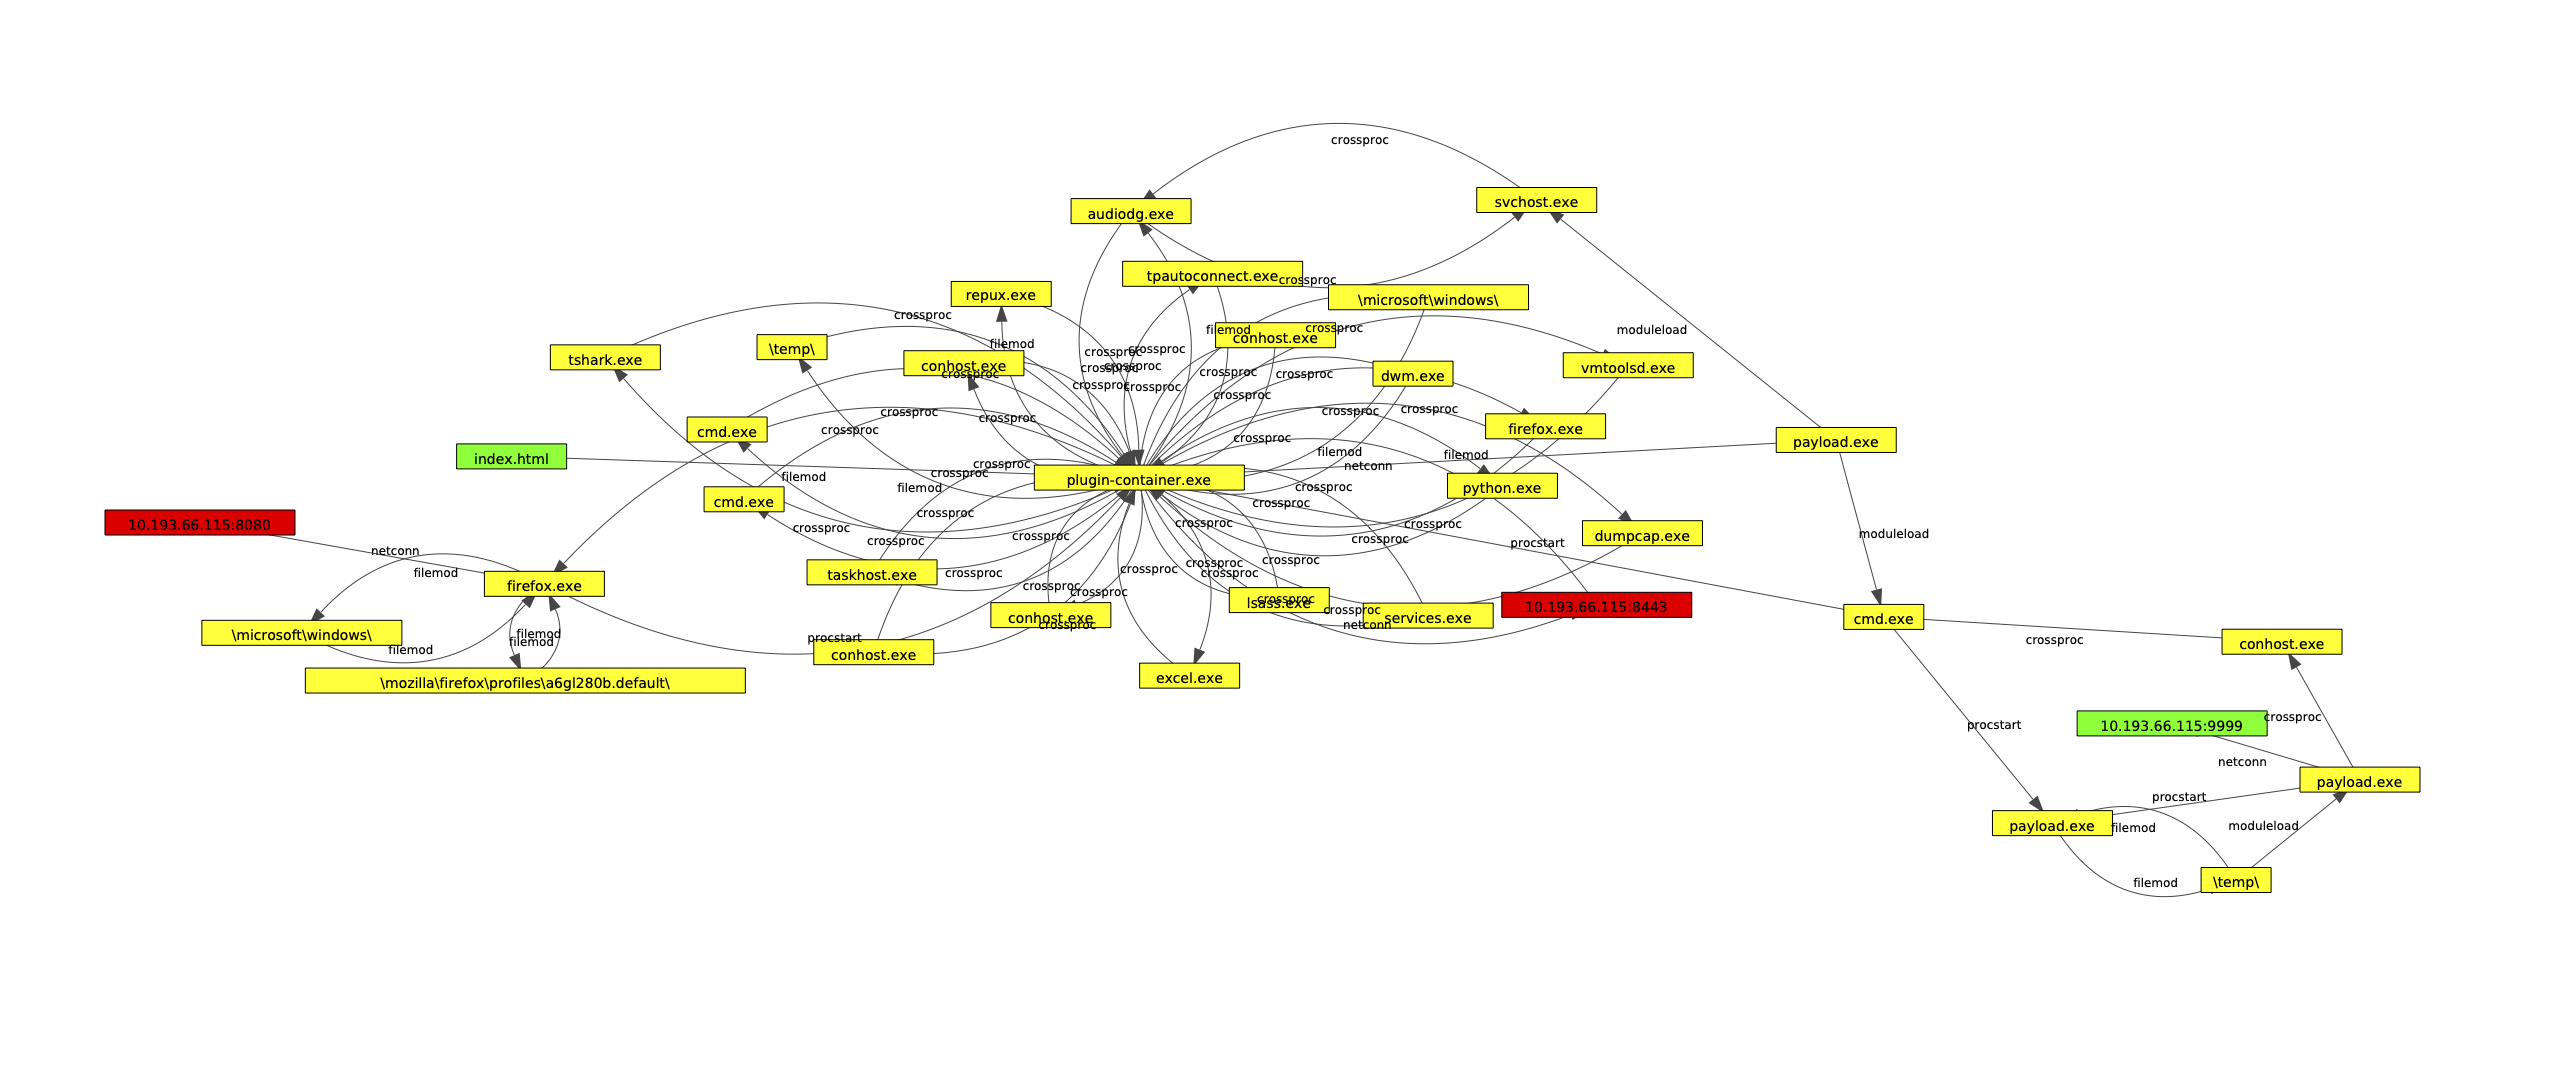 crossproc
svchost.exe
audiodg.exe
tpautoconnect.exe
crossproc
repux.exe
\microsoft\windows\
crossproc
filemod
crossproc
moduleload
conhost.exe
filemod
\temp\
tshark.exe
crossproc
crossproc
conhost.exe
vmtoolsd.exe
crossproc
crossproc
crossproc
crossproc
crossproc
dwm.exe
crossproc
crossproc
crossproc
crossproc
crossproc
crossproc
crossproc
crossproc
cmd.exe
crossproc
firefox.exe
crossproc
payload.exe
index.html
filemod
filemod
crossproc
netconn
crossproc
filemod
plugin-container.exe
filemod
crossproc
python.exe
cmd.exe
crossproc
crossproc
10.193.66.115:8080
crossproc
crossproc
crossproc
dumpcap.exe
moduleload
crossproc
crossproc
crossproc
procstart
netconn
crossproc
crossproc
crossproc
filemod
taskhost.exe
crossproc
crossproc
firefox.exe
crossproc
crossproc
crossproc
lsass.exe
10.193.66.115:8443
crossproc
conhost.exe
services.exe
cmd.exe
crossproc
netconn
\microsoft\windows\
filemod
filemod
procstart
crossproc
conhost.exe
filemod
conhost.exe
excel.exe
\mozilla\firefox\profiles\a6gl280b.default\
crossproc
10.193.66.115:9999
procstart
netconn
payload.exe
procstart
payload.exe
filemod
moduleload
filemod
\temp\